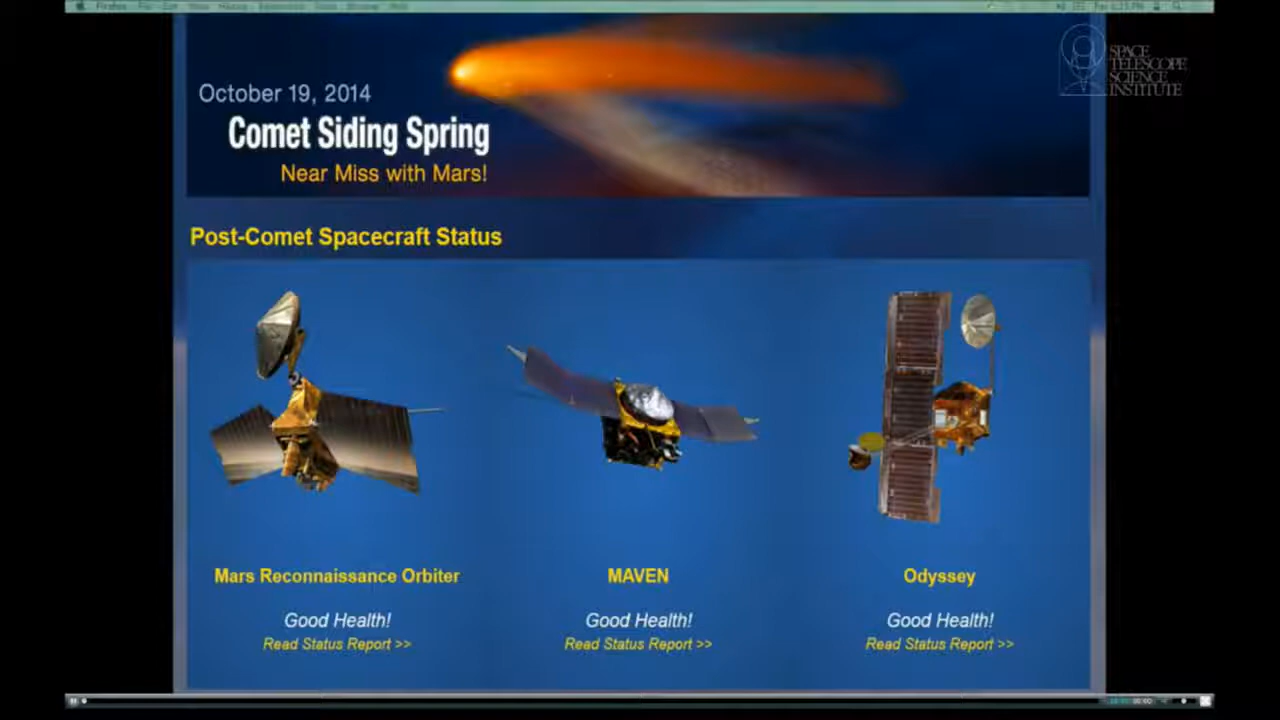 Firefox
SPACE
TELESCOPE
SCIENCE
INSTITUTE
October 19, 2014
Comet Siding Spring
Near Miss with Mars!
Post-Comet Spacecraft Status
Mars Reconnaissance Orbiter
MAVEN
Odyssey
Good Health!
Good Health!
Good Health!
Read Status Report >>
Read Status Report >>
Read Status Report >>